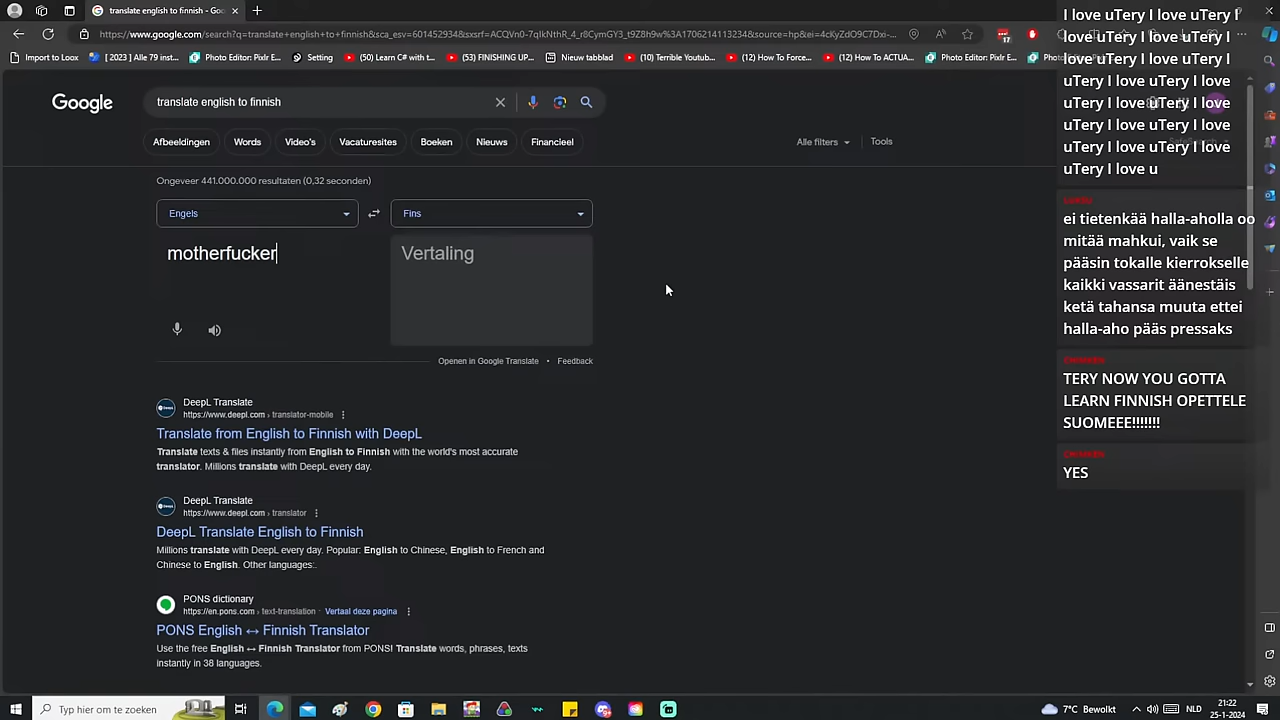 translate english to finnish - G
https://www.google.com/search?q=translate+english+to+finnish&sca_esv=601452934&sxsrf=ACQVn0-7qIkNthR_4_r8CymGY3_t9Z8h9w%3A1706214113234&source=hp&ei=4cKyZdO9C7Dxi-...
17
Import to Loox
[ 2023 ] Alle 79 inst...
Photo Editor: Pixlr E...
Setting
(50) Learn C# with t...
(53) FINISHING UP...
Nieuw tabblad
(10) Terrible Youtub...
(12) How To Force...
(12) How To ACTUA...
Photo Editor: Pixlr E...
Google
translate english to finnish
Afbeeldingen
Words
Video's
Vacaturesites
Boeken
Nieuws
Financieel
Alle filters
Tools
Ongeveer 441.000.000 resultaten (0,32 seconden)
Engels
Fins
motherfucker
Vertaling
Openen in Google Translate • Feedback
DeepL Translate
https://www.deepl.com › translator-mobile
Translate from English to Finnish with DeepL
Translate texts & files instantly from English to Finnish with the world's most accurate
translator. Millions translate with DeepL every day.
DeepL Translate
https://www.deepl.com › translator
DeepL Translate English to Finnish
Millions translate with DeepL every day. Popular: English to Chinese, English to French and
Chinese to English. Other languages:.
PONS dictionary
https://en.pons.com › text-translation · Vertaal deze pagina
PONS English ↔ Finnish Translator
Use the free English ↔ Finnish Translator from PONS! Translate words, phrases, texts
instantly in 38 languages.
I love uTery I love uTery I
love uTery I love uTery I
love uTery I love uTery I love
uTery I love uTery I love
uTery I love uTery I love
uTery I love uTery I love
uTery I love uTery I love
uTery I love u
ei tietenkää halla-aholla oo
mitää mahkui, vaik se
pääsin tokalle kierrokselle
kaikki vassarit äänestäis
ketä tahansa muuta ettei
halla-aho pääs pressaks
TERY NOW YOU GOTTA
LEARN FINNISH OPETTELE
SUOMEEE!!!!!!!
YES
Typ hier om te zoeken
7°C Bewolkt
NLD
21:22
25-1-2024